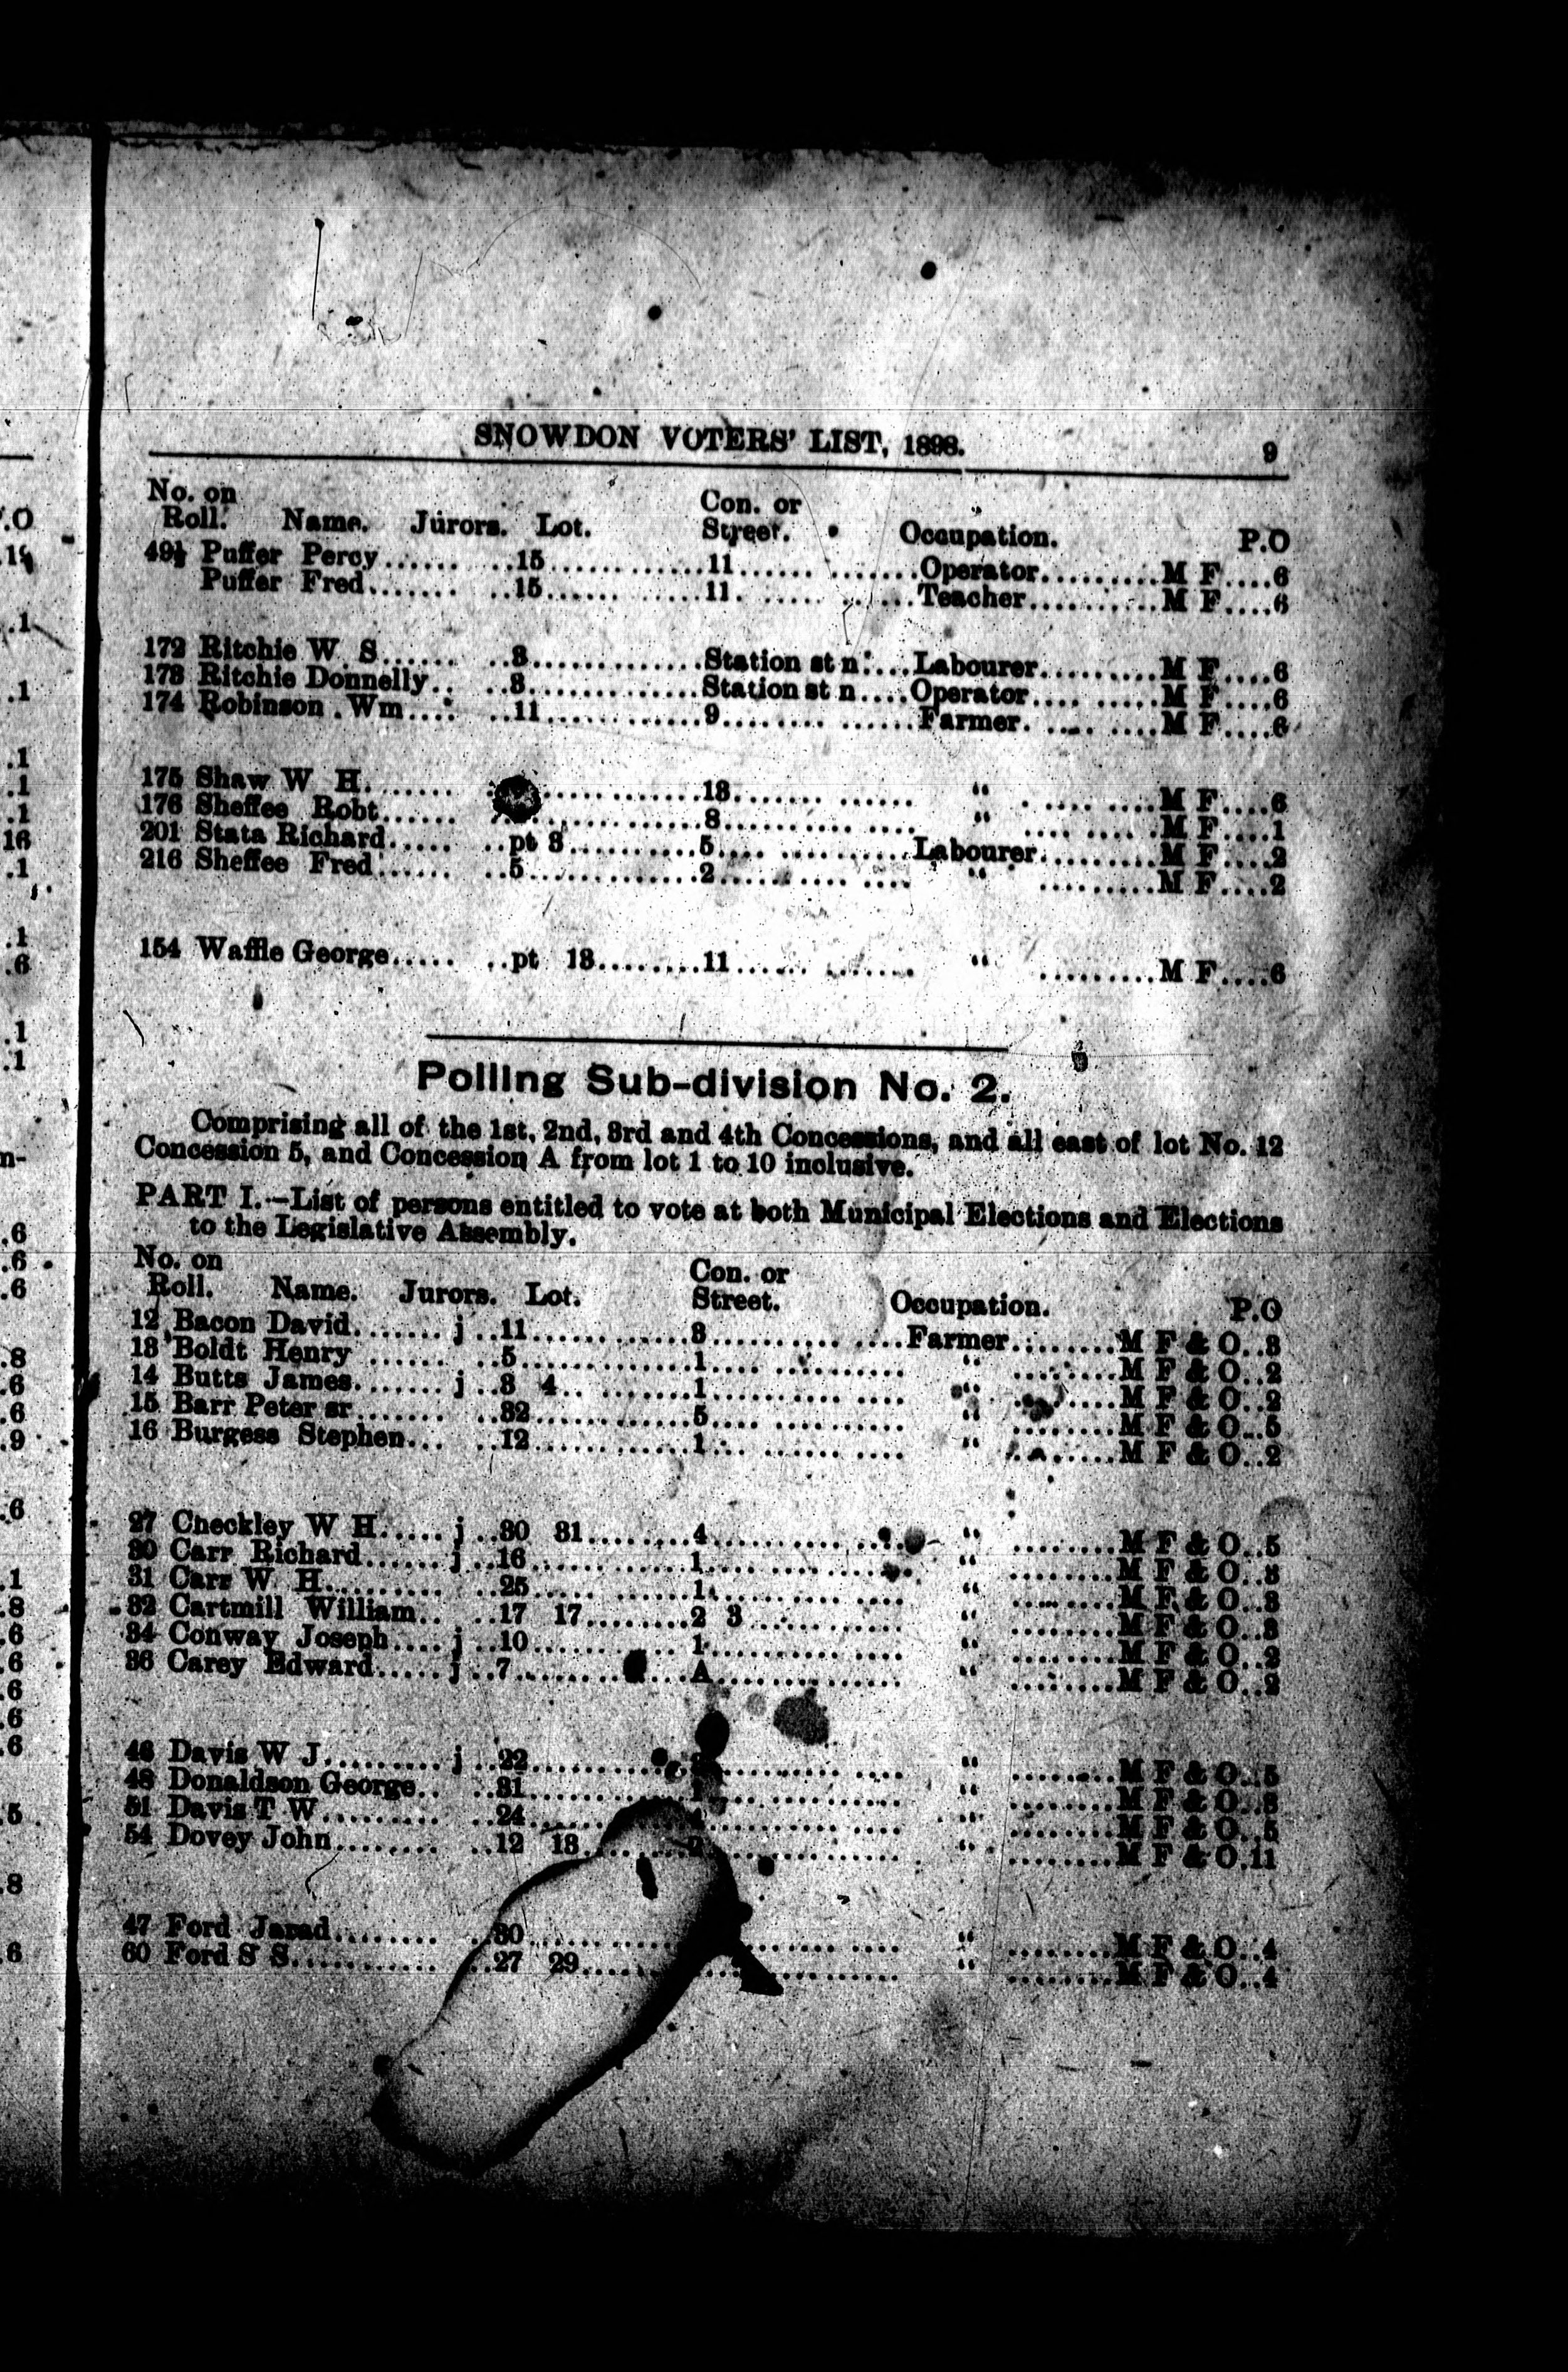 SNOWDON VOTERS' LIST, 1898. 9
No. on Con. or
Roll. Name. Jurors. Lot. Street. Occupation. P.O
49½ Puffer Percy...... ..15............11...... .......Operator.........M F....6
Puffer Fred....... ..15...... .....11. ..... ......Teacher..........M F....6
172 Ritchie W S...... ..3............Station st n....Labourer.........M F....6
173 Ritchie Donnelly.. ..3............Station st n....Operator.... .....M F....6
174 Robinson Wm.... ..11............9........ ......Farmer. .... ....M F....6
175 Shaw W H....... ............13....... ...... “ . .... ....M F....6
176 Sheffee Robt...... ............8.......... .... “ .... ..... .M F....1
201 Stata Richard..... ..pt 3..........5.... ..........Labourer.........M F....2
216 Sheffee Fred...... ..5............2.......... .... “ .........M F....2
154 Waffle George..... ..pt 13........11...... ....... “ .........M F....6
Polling Sub-division No. 2.
Comprising all of the 1st, 2nd, 3rd and 4th Concessions, and all east of lot No. 12
Concession 5, and Concession A from lot 1 to 10 inclusive.
PART I.—List of persons entitled to vote at both Municipal Elections and Elections
to the Legislative Assembly.
No. on Con. or
Roll. Name. Jurors. Lot. Street. Occupation. P.O
12 Bacon David....... j ..11............3.......... ....Farmer........M F & O..3
13 Boldt Henry ...... ..5............1.... .......... “ ........M F & O..2
14 Butts James....... j ..3 4.. .......1.......... .... “ ........M F & O..2
15 Barr Peter sr....... ..32............5.... .......... “ ........M F & O..5
16 Burgess Stephen... ..12............1... ....... .... “ ........M F & O..2
27 Checkley W H..... j ..30 31........4.......... .... “ ........M F & O..5
30 Carr Richard...... j ..16............1.... .......... “ ........M F & O..3
31 Carr W H......... ..25..... ......1.......... .... “ ........M F & O..3
32 Cartmill William.. ..17 17........2 3.......... “ ........M F & O..3
34 Conway Joseph.... j ..10............1.......... .... “ ........M F & O..2
36 Carey Edward..... j ..7............A.............. “ ........M F & O..2
46 Davis W J......... j ..22............ .......... .... “ ........M F & O..5
48 Donaldson George.. ..31............ .......... .... “ ........M F & O..3
51 Davis T W........ ..24............ .......... .... “ ........M F & O..5
54 Dovey John........ ..12 13........ .......... .... “ ........M F & O.11
47 Ford Jarad........ ..30............ .......... .... “ ........M F & O..4
60 Ford S S........... ..27 29........ .......... .... “ ........M F & O..4